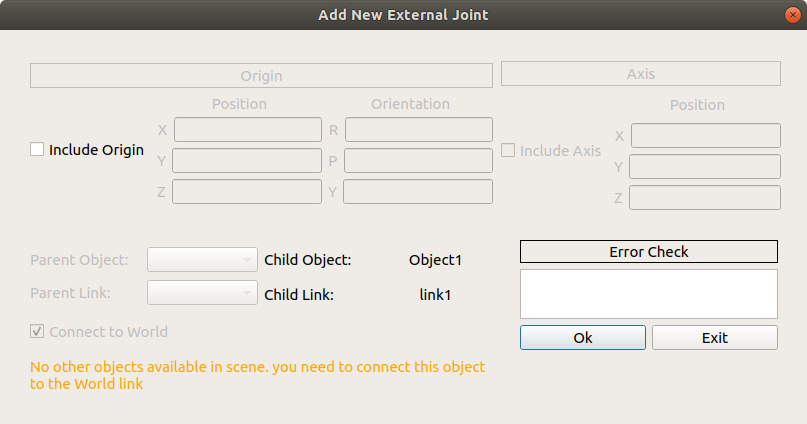 Add New External Joint
Origin
Axis
Position
Orientation
Position
Include Origin
X
R
Y
P
Z
Y
Include Axis
X
Y
Z
Parent Object:
Child Object:
Object1
Parent Link:
Child Link:
link1
Connect to World
No other objects available in scene. you need to connect this object
to the World link
Error Check
Ok
Exit